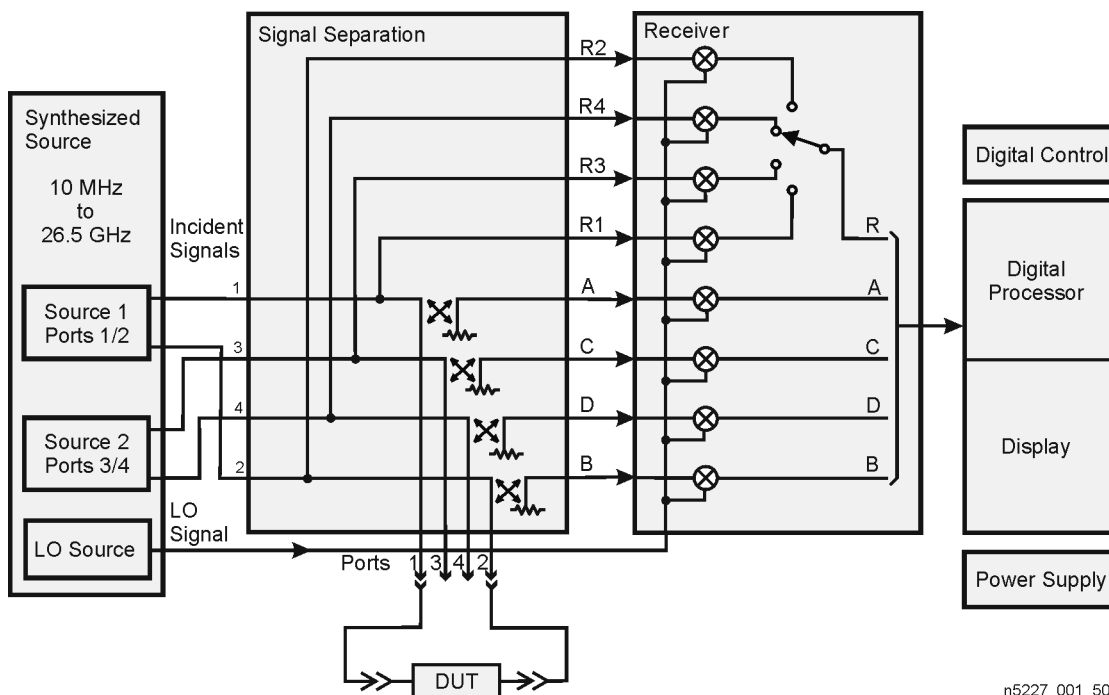 Signal Separation
Receiver
R2
R4
R3
R1
A
C
D
B
R
A
C
D
B
Synthesized
Source
10 MHz
to
26.5 GHz
Incident
Signals
1
3
4
2
Source 1
Ports 1/2
Source 2
Ports 3/4
LO
Signal
LO Source
Ports 1 3 4 2
DUT
Digital Control
Digital
Processor
Display
Power Supply
n5227_001_50